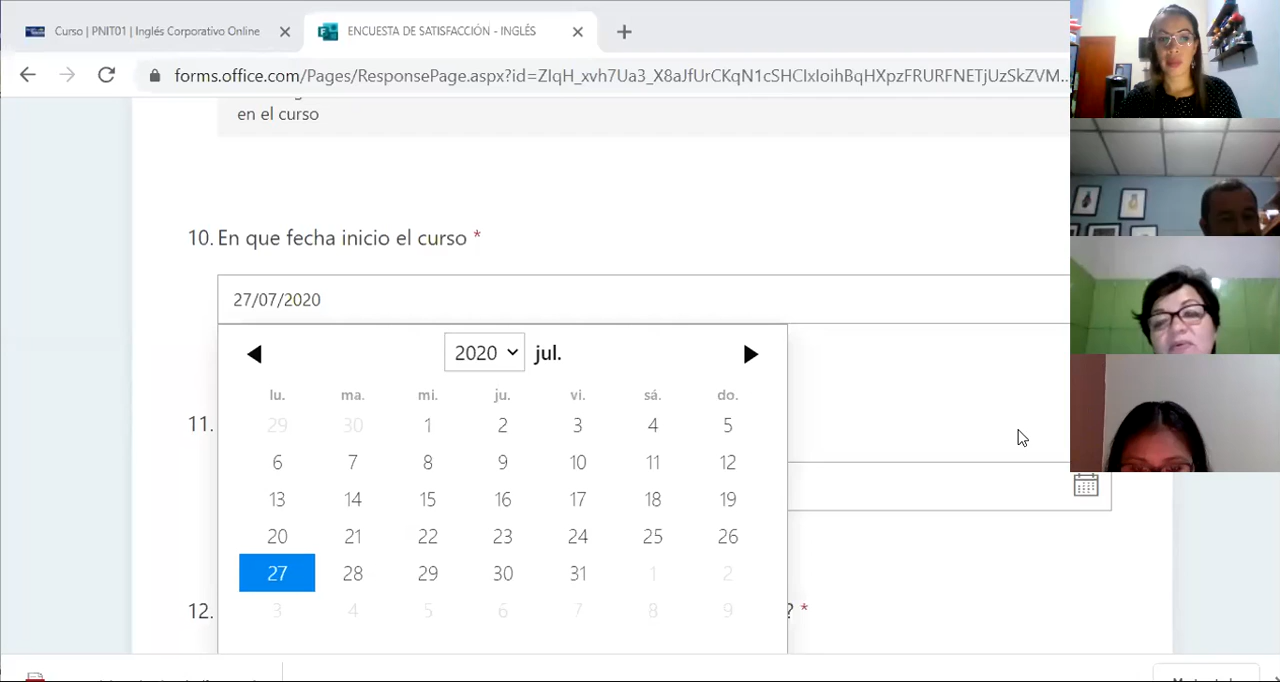 Curso | PNIT01 | Inglés Corporativo Online
ENCUESTA DE SATISFACCIÓN - INGLÉS
forms.office.com/Pages/ResponsePage.aspx?id=ZIqH_xvh7Ua3_X8aJfUrCKqN1cSHClxIoihBqHXpzFRURFNETjUzSkZVM...
en el curso
10. En que fecha inicio el curso *
27/07/2020
2020 jul.
lu. ma. mi. ju. vi. sá. do.
29 30 1 2 3 4 5
6 7 8 9 10 11 12
13 14 15 16 17 18 19
20 21 22 23 24 25 26
27 28 29 30 31 1 2
3 4 5 6 7 8 9
11.
12. ? *